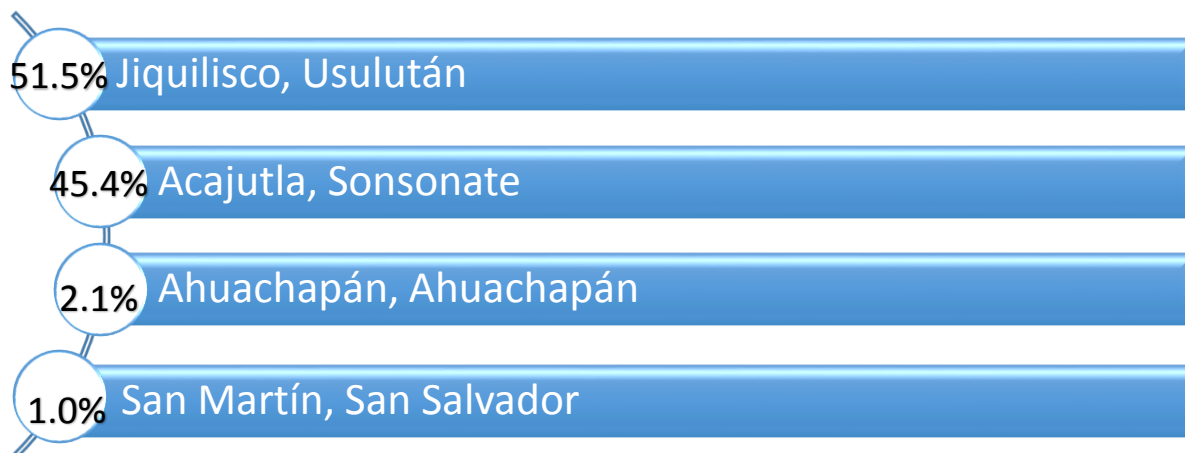 51.5% Jiquilisco, Usulután
45.4% Acajutla, Sonsonate
2.1% Ahuachapán, Ahuachapán
1.0% San Martín, San Salvador